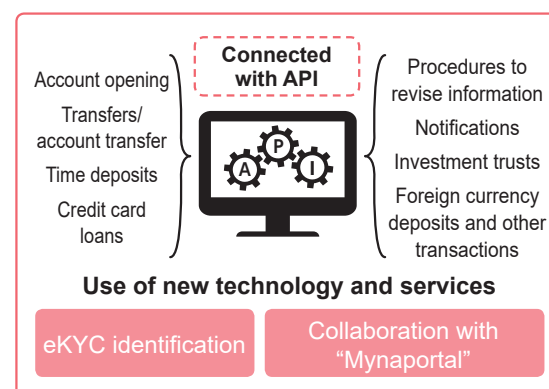 Connected
with API
Account opening
Transfers/
account transfer
Time deposits
Credit card
loans
A
P
I
Procedures to
revise information
Notifications
Investment trusts
Foreign currency
deposits and other
transactions
Use of new technology and services
eKYC identification
Collaboration with
“Mynaportal”